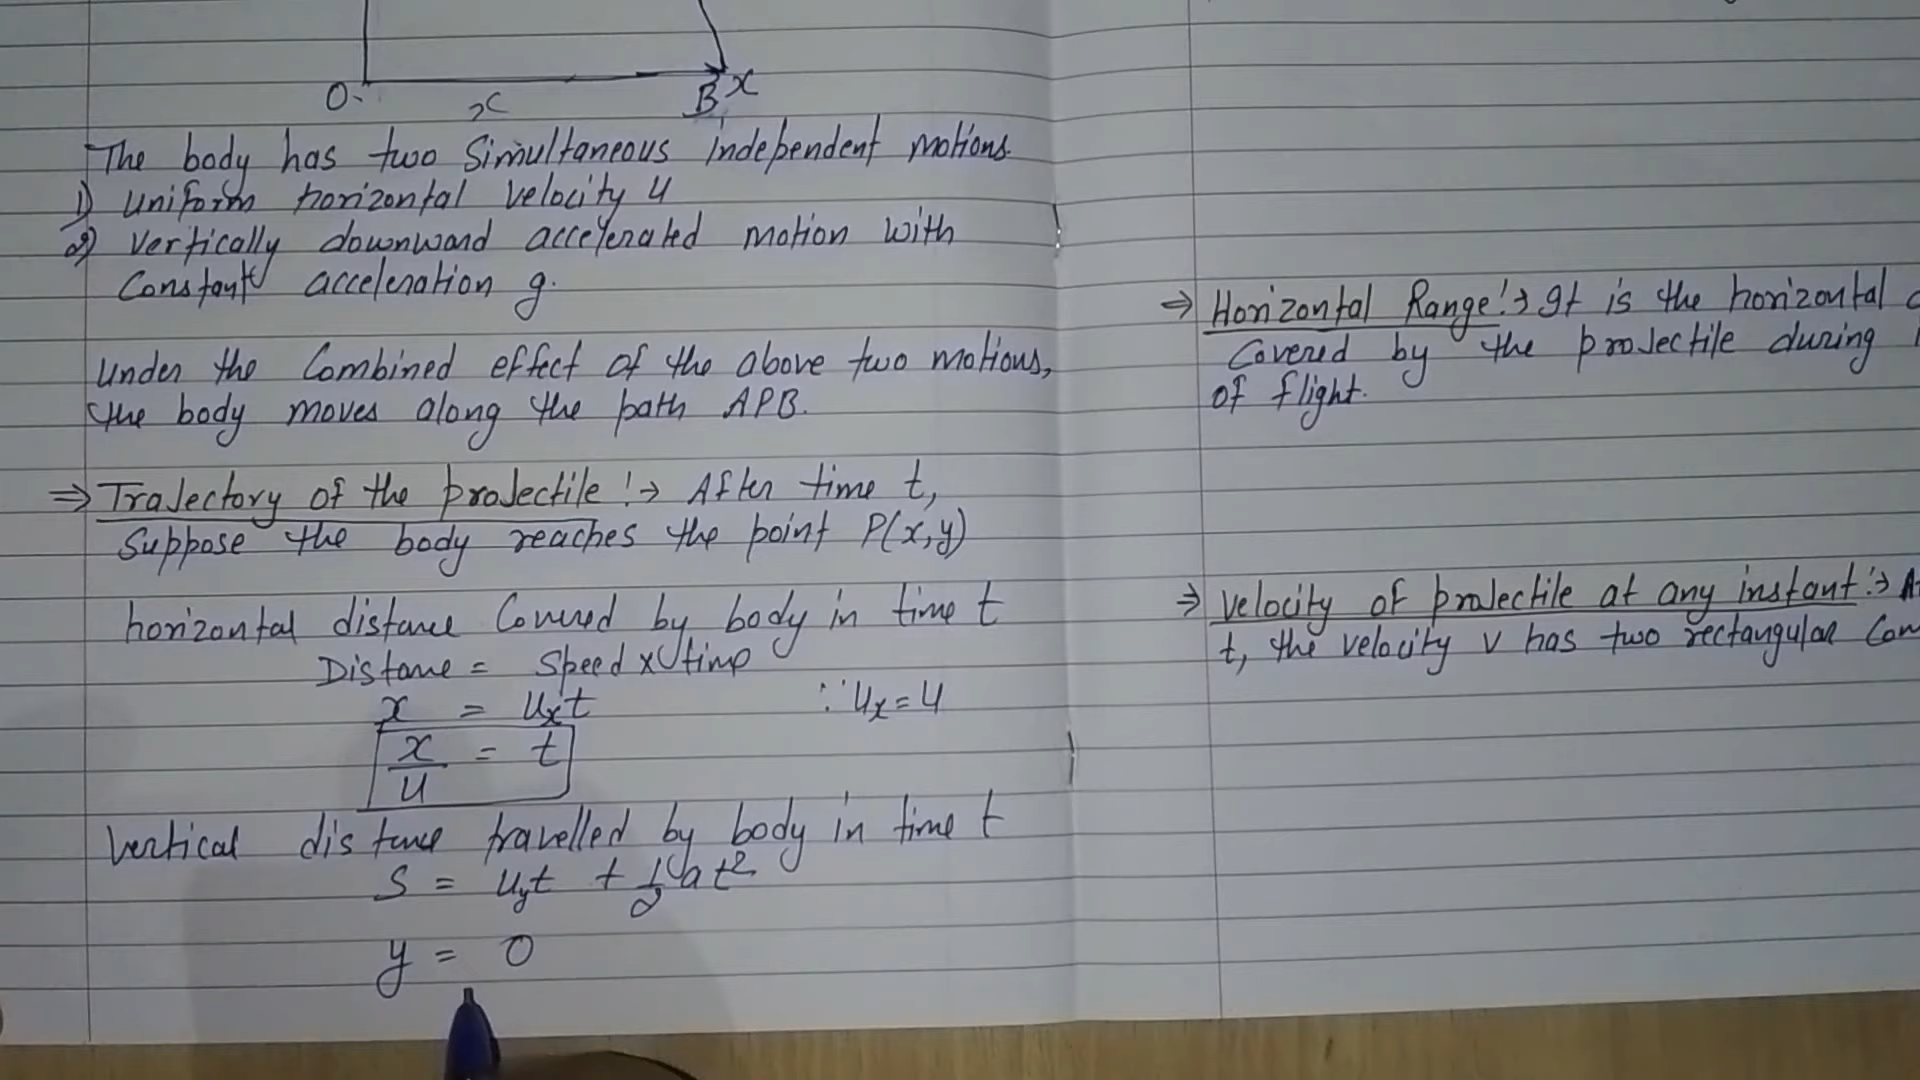 O
x
B x
The body has two Simultaneous independent motions
1) uniform horizontal velocity u
2) vertically downward accelerated motion with
Constant acceleration g.
Under the Combined effect of the above two motions,
the body moves along the path APB.
⇒ Trajectory of the projectile :→ After time t,
Suppose the body reaches the point P(x,y)
horizontal distance Covered by body in time t
Distance = Speed x time
x = uₓt ∵ uₓ = u
x/u = t
Vertical distance travelled by body in time t
S = u_y t + 1/2 a t²
y = 0
⇒ Horizontal Range :→ It is the horizontal
Covered by the projectile during
of flight.
⇒ Velocity of projectile at any instant :→
t, the velocity v has two rectangular Com